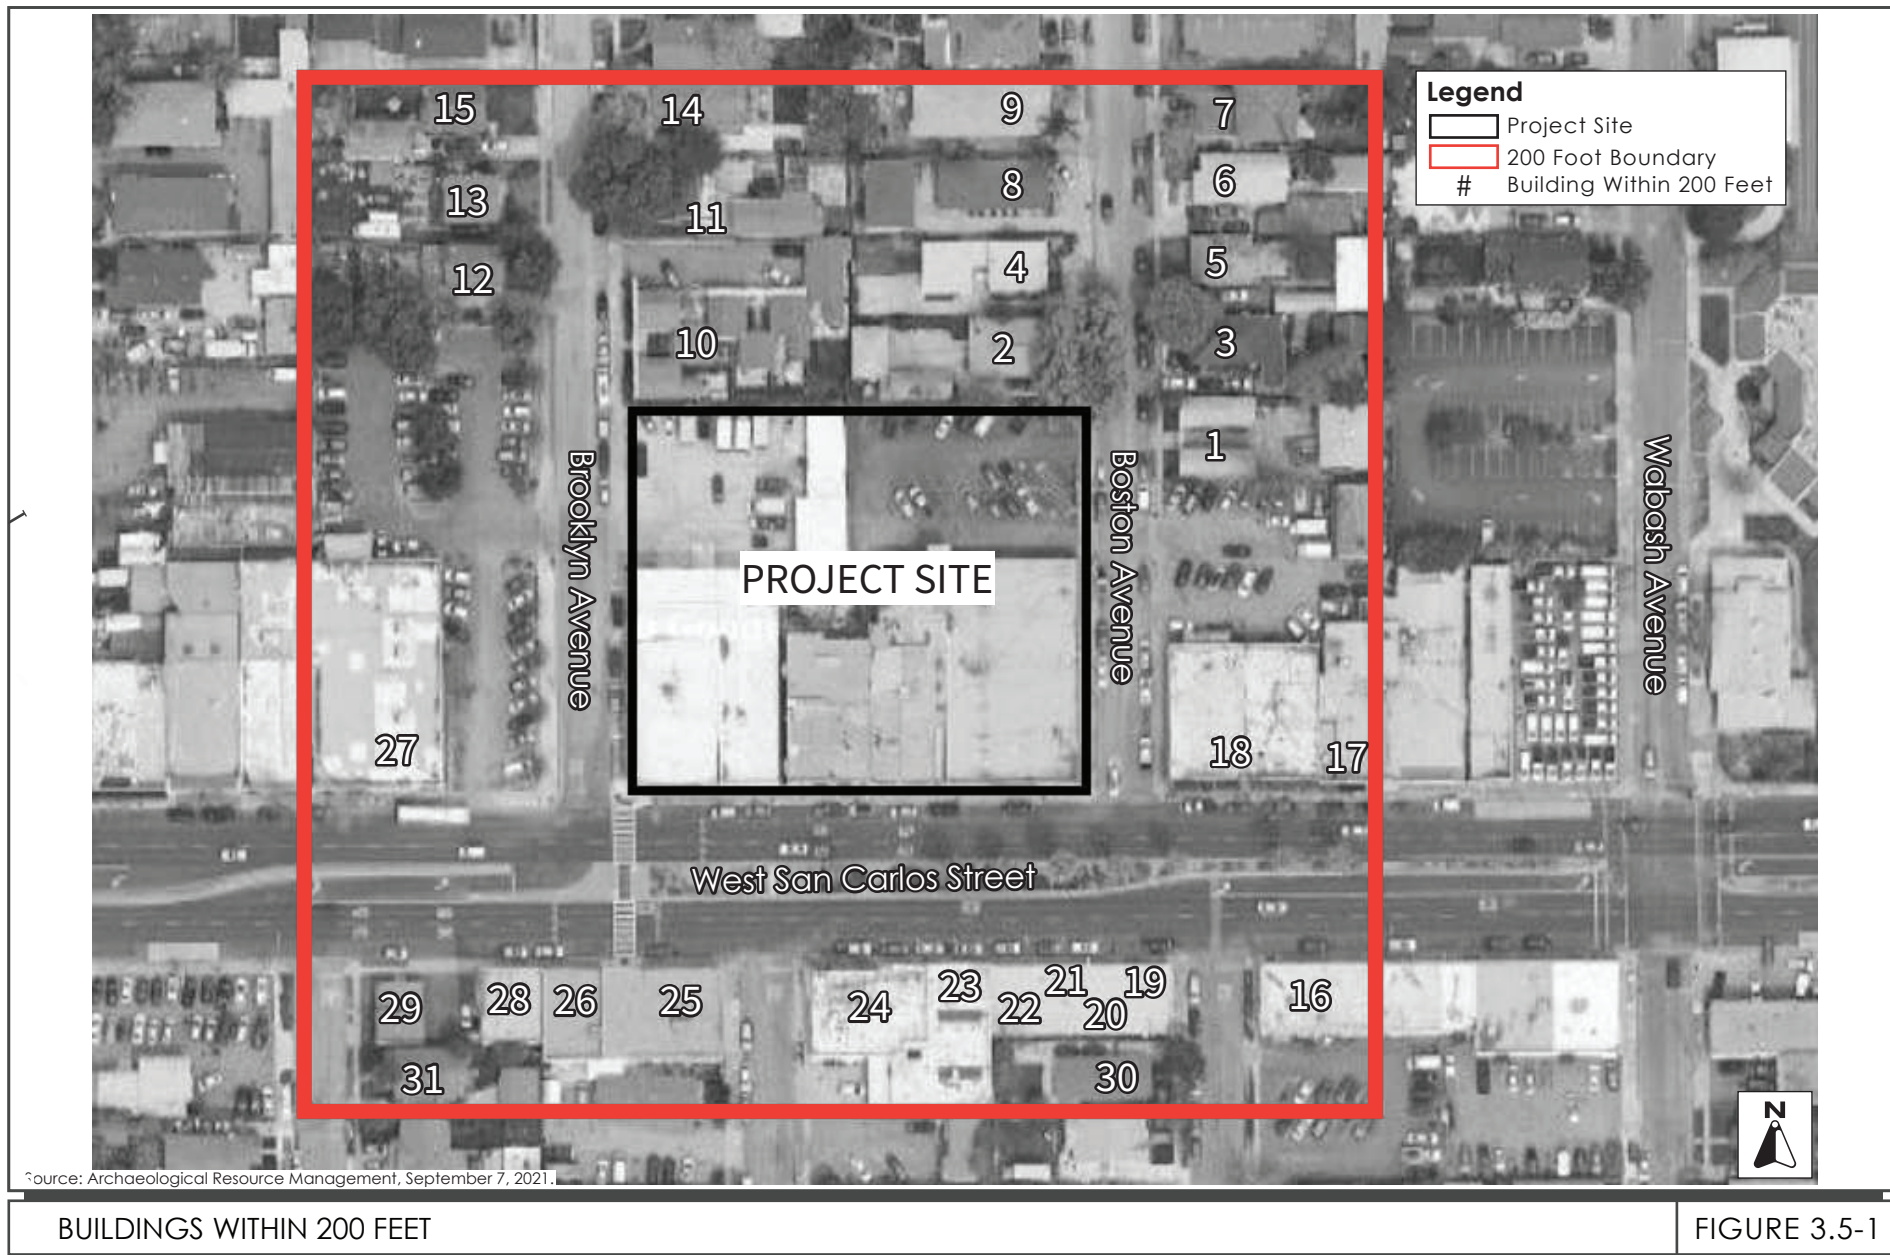 15
14
9
7
Legend
Project Site
200 Foot Boundary
# Building Within 200 Feet
13
11
8
6
12
4
5
10
2
3
1
Brooklyn Avenue
PROJECT SITE
Boston Avenue
Wabash Avenue
27
18
17
West San Carlos Street
29
28
26
25
24
23
22
21
20
19
16
31
30
N
ource: Archaeological Resource Management, September 7, 2021.
BUILDINGS WITHIN 200 FEET
FIGURE 3.5-1